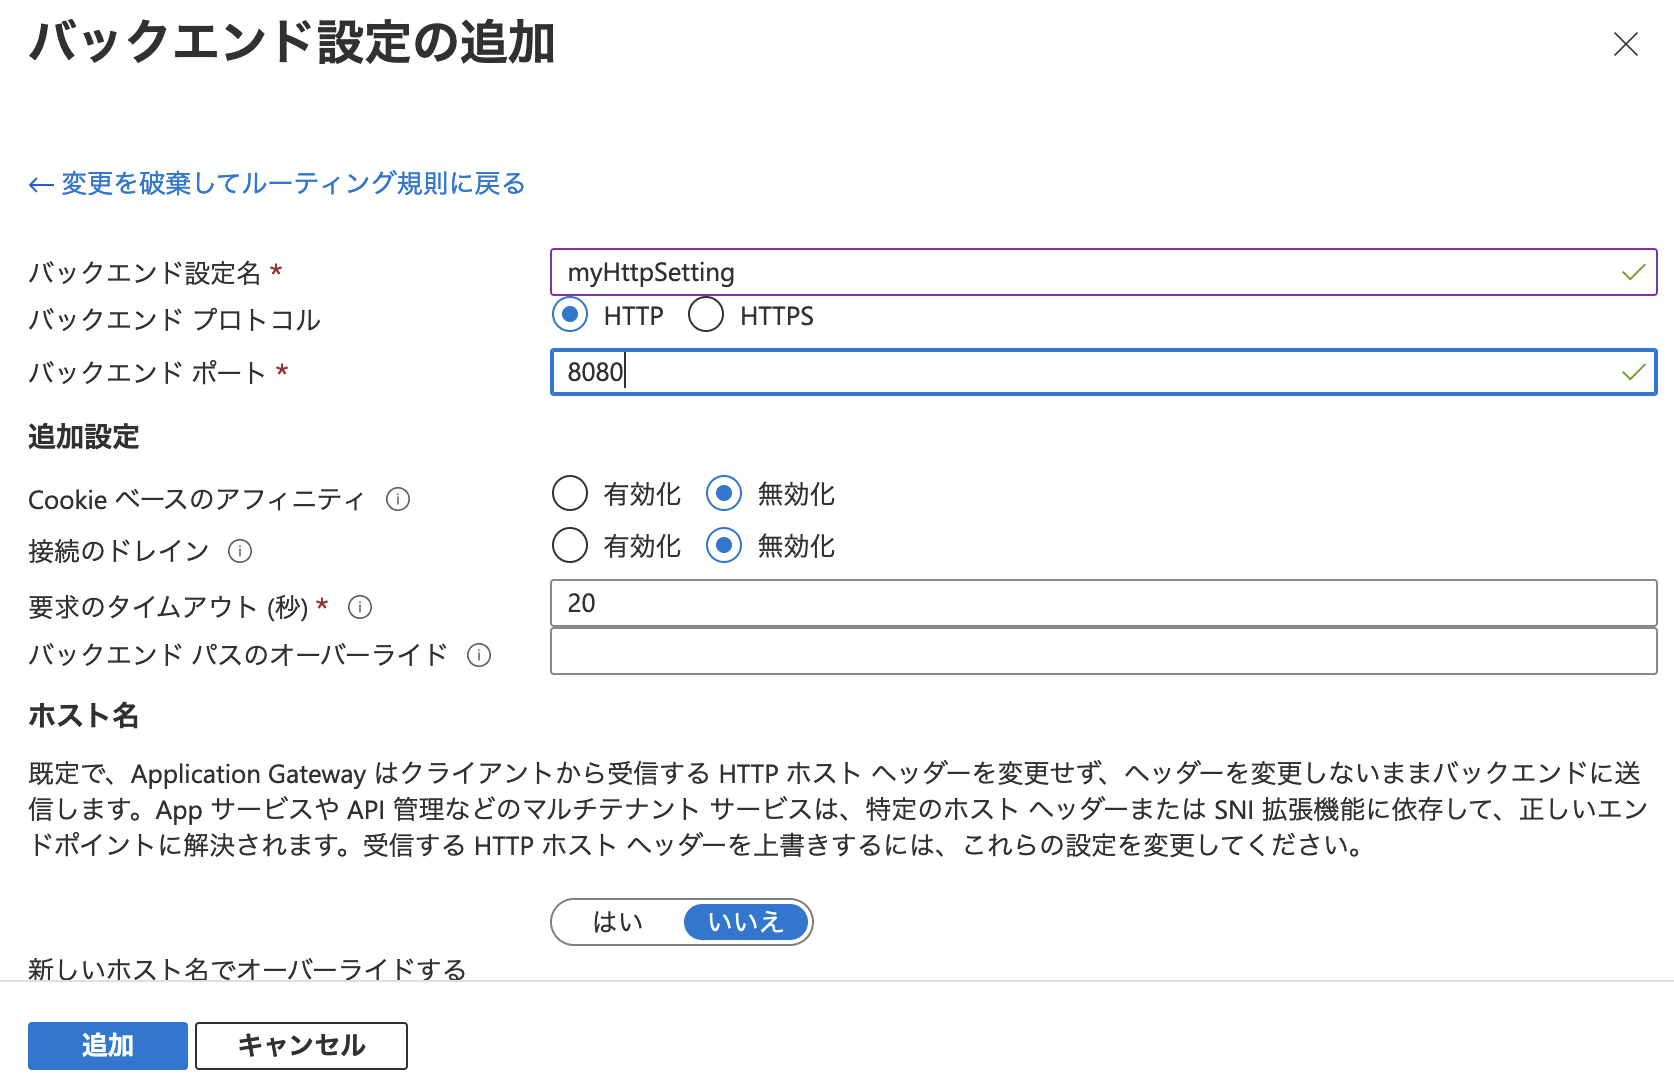 バックエンド設定の追加
← 変更を破棄してルーティング規則に戻る
バックエンド設定名 *
myHttpSetting
バックエンド プロトコル
HTTP
HTTPS
バックエンド ポート *
8080
追加設定
Cookie ベースのアフィニティ
有効化
無効化
接続のドレイン
有効化
無効化
要求のタイムアウト (秒) *
20
バックエンド パスのオーバーライド
ホスト名
既定で、Application Gateway はクライアントから受信する HTTP ホスト ヘッダーを変更せず、ヘッダーを変更しないままバックエンドに送
信します。App サービスや API 管理などのマルチテナント サービスは、特定のホスト ヘッダーまたは SNI 拡張機能に依存して、正しいエン
ドポイントに解決されます。受信する HTTP ホスト ヘッダーを上書きするには、これらの設定を変更してください。
はい
いいえ
新しいホスト名でオーバーライドする
追加
キャンセル